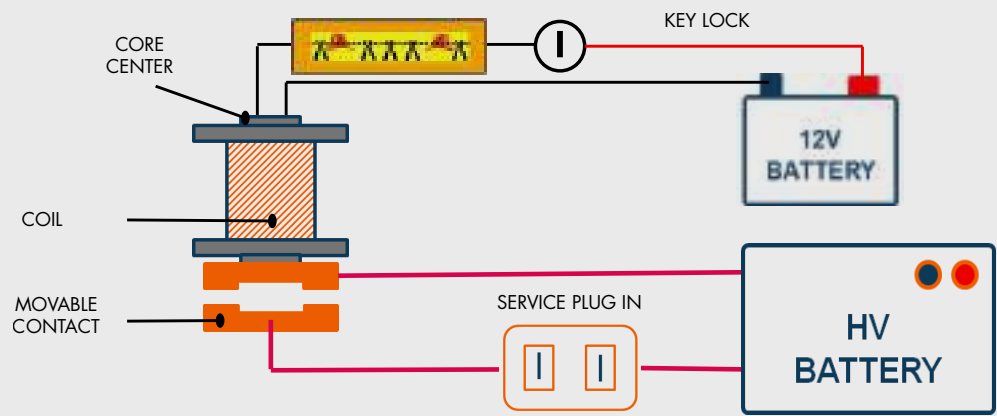 KEY LOCK
CORE
CENTER
12V
BATTERY
COIL
MOVABLE
CONTACT
SERVICE PLUG IN
HV
BATTERY